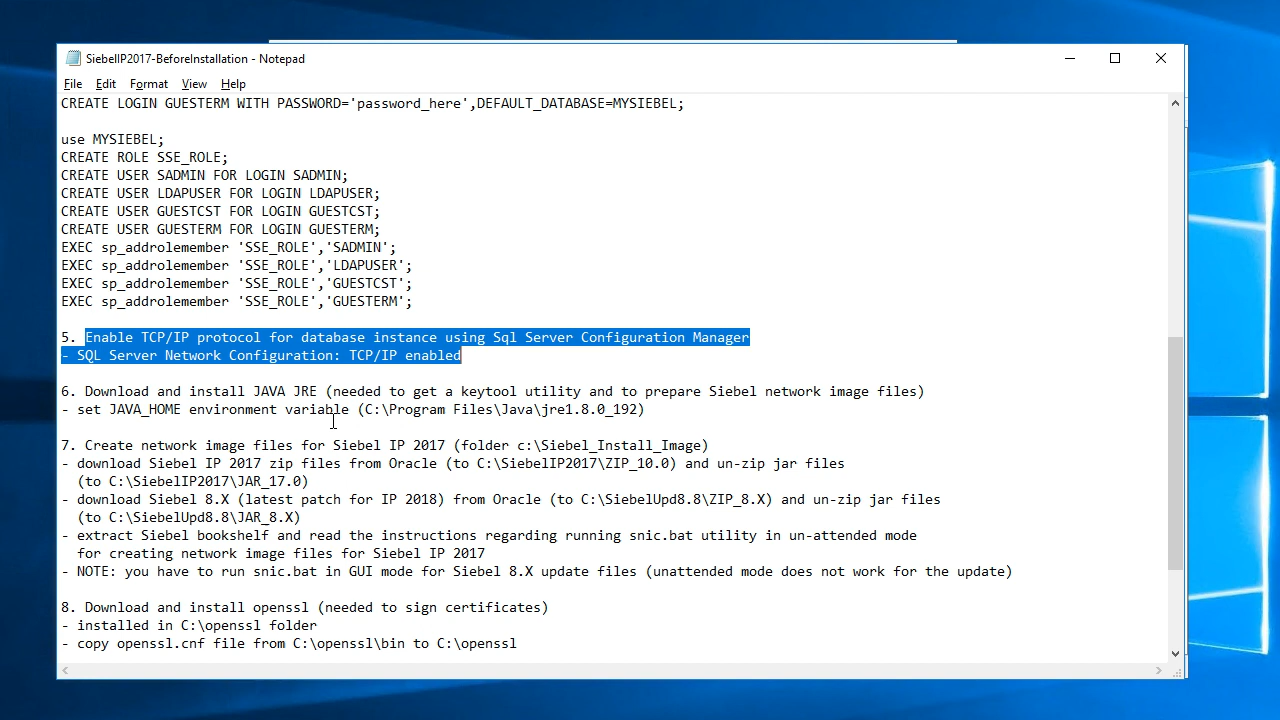 SiebelIP2017-BeforeInstallation - Notepad
File Edit Format View Help
CREATE LOGIN GUESTERM WITH PASSWORD='password_here',DEFAULT_DATABASE=MYSIEBEL;
use MYSIEBEL;
CREATE ROLE SSE_ROLE;
CREATE USER SADMIN FOR LOGIN SADMIN;
CREATE USER LDAPUSER FOR LOGIN LDAPUSER;
CREATE USER GUESTCST FOR LOGIN GUESTCST;
CREATE USER GUESTERM FOR LOGIN GUESTERM;
EXEC sp_addrolemember 'SSE_ROLE','SADMIN';
EXEC sp_addrolemember 'SSE_ROLE','LDAPUSER';
EXEC sp_addrolemember 'SSE_ROLE','GUESTCST';
EXEC sp_addrolemember 'SSE_ROLE','GUESTERM';
5. Enable TCP/IP protocol for database instance using Sql Server Configuration Manager
- SQL Server Network Configuration: TCP/IP enabled
6. Download and install JAVA JRE (needed to get a keytool utility and to prepare Siebel network image files)
- set JAVA_HOME environment variable (C:\Program Files\Java\jre1.8.0_192)
7. Create network image files for Siebel IP 2017 (folder c:\Siebel_Install_Image)
- download Siebel IP 2017 zip files from Oracle (to C:\SiebelIP2017\ZIP_10.0) and un-zip jar files
(to C:\SiebelIP2017\JAR_17.0)
- download Siebel 8.X (latest patch for IP 2018) from Oracle (to C:\SiebelUpd8.8\ZIP_8.X) and un-zip jar files
(to C:\SiebelUpd8.8\JAR_8.X)
- extract Siebel bookshelf and read the instructions regarding running snic.bat utility in un-attended mode
for creating network image files for Siebel IP 2017
- NOTE: you have to run snic.bat in GUI mode for Siebel 8.X update files (unattended mode does not work for the update)
8. Download and install openssl (needed to sign certificates)
- installed in C:\openssl folder
- copy openssl.cnf file from C:\openssl\bin to C:\openssl